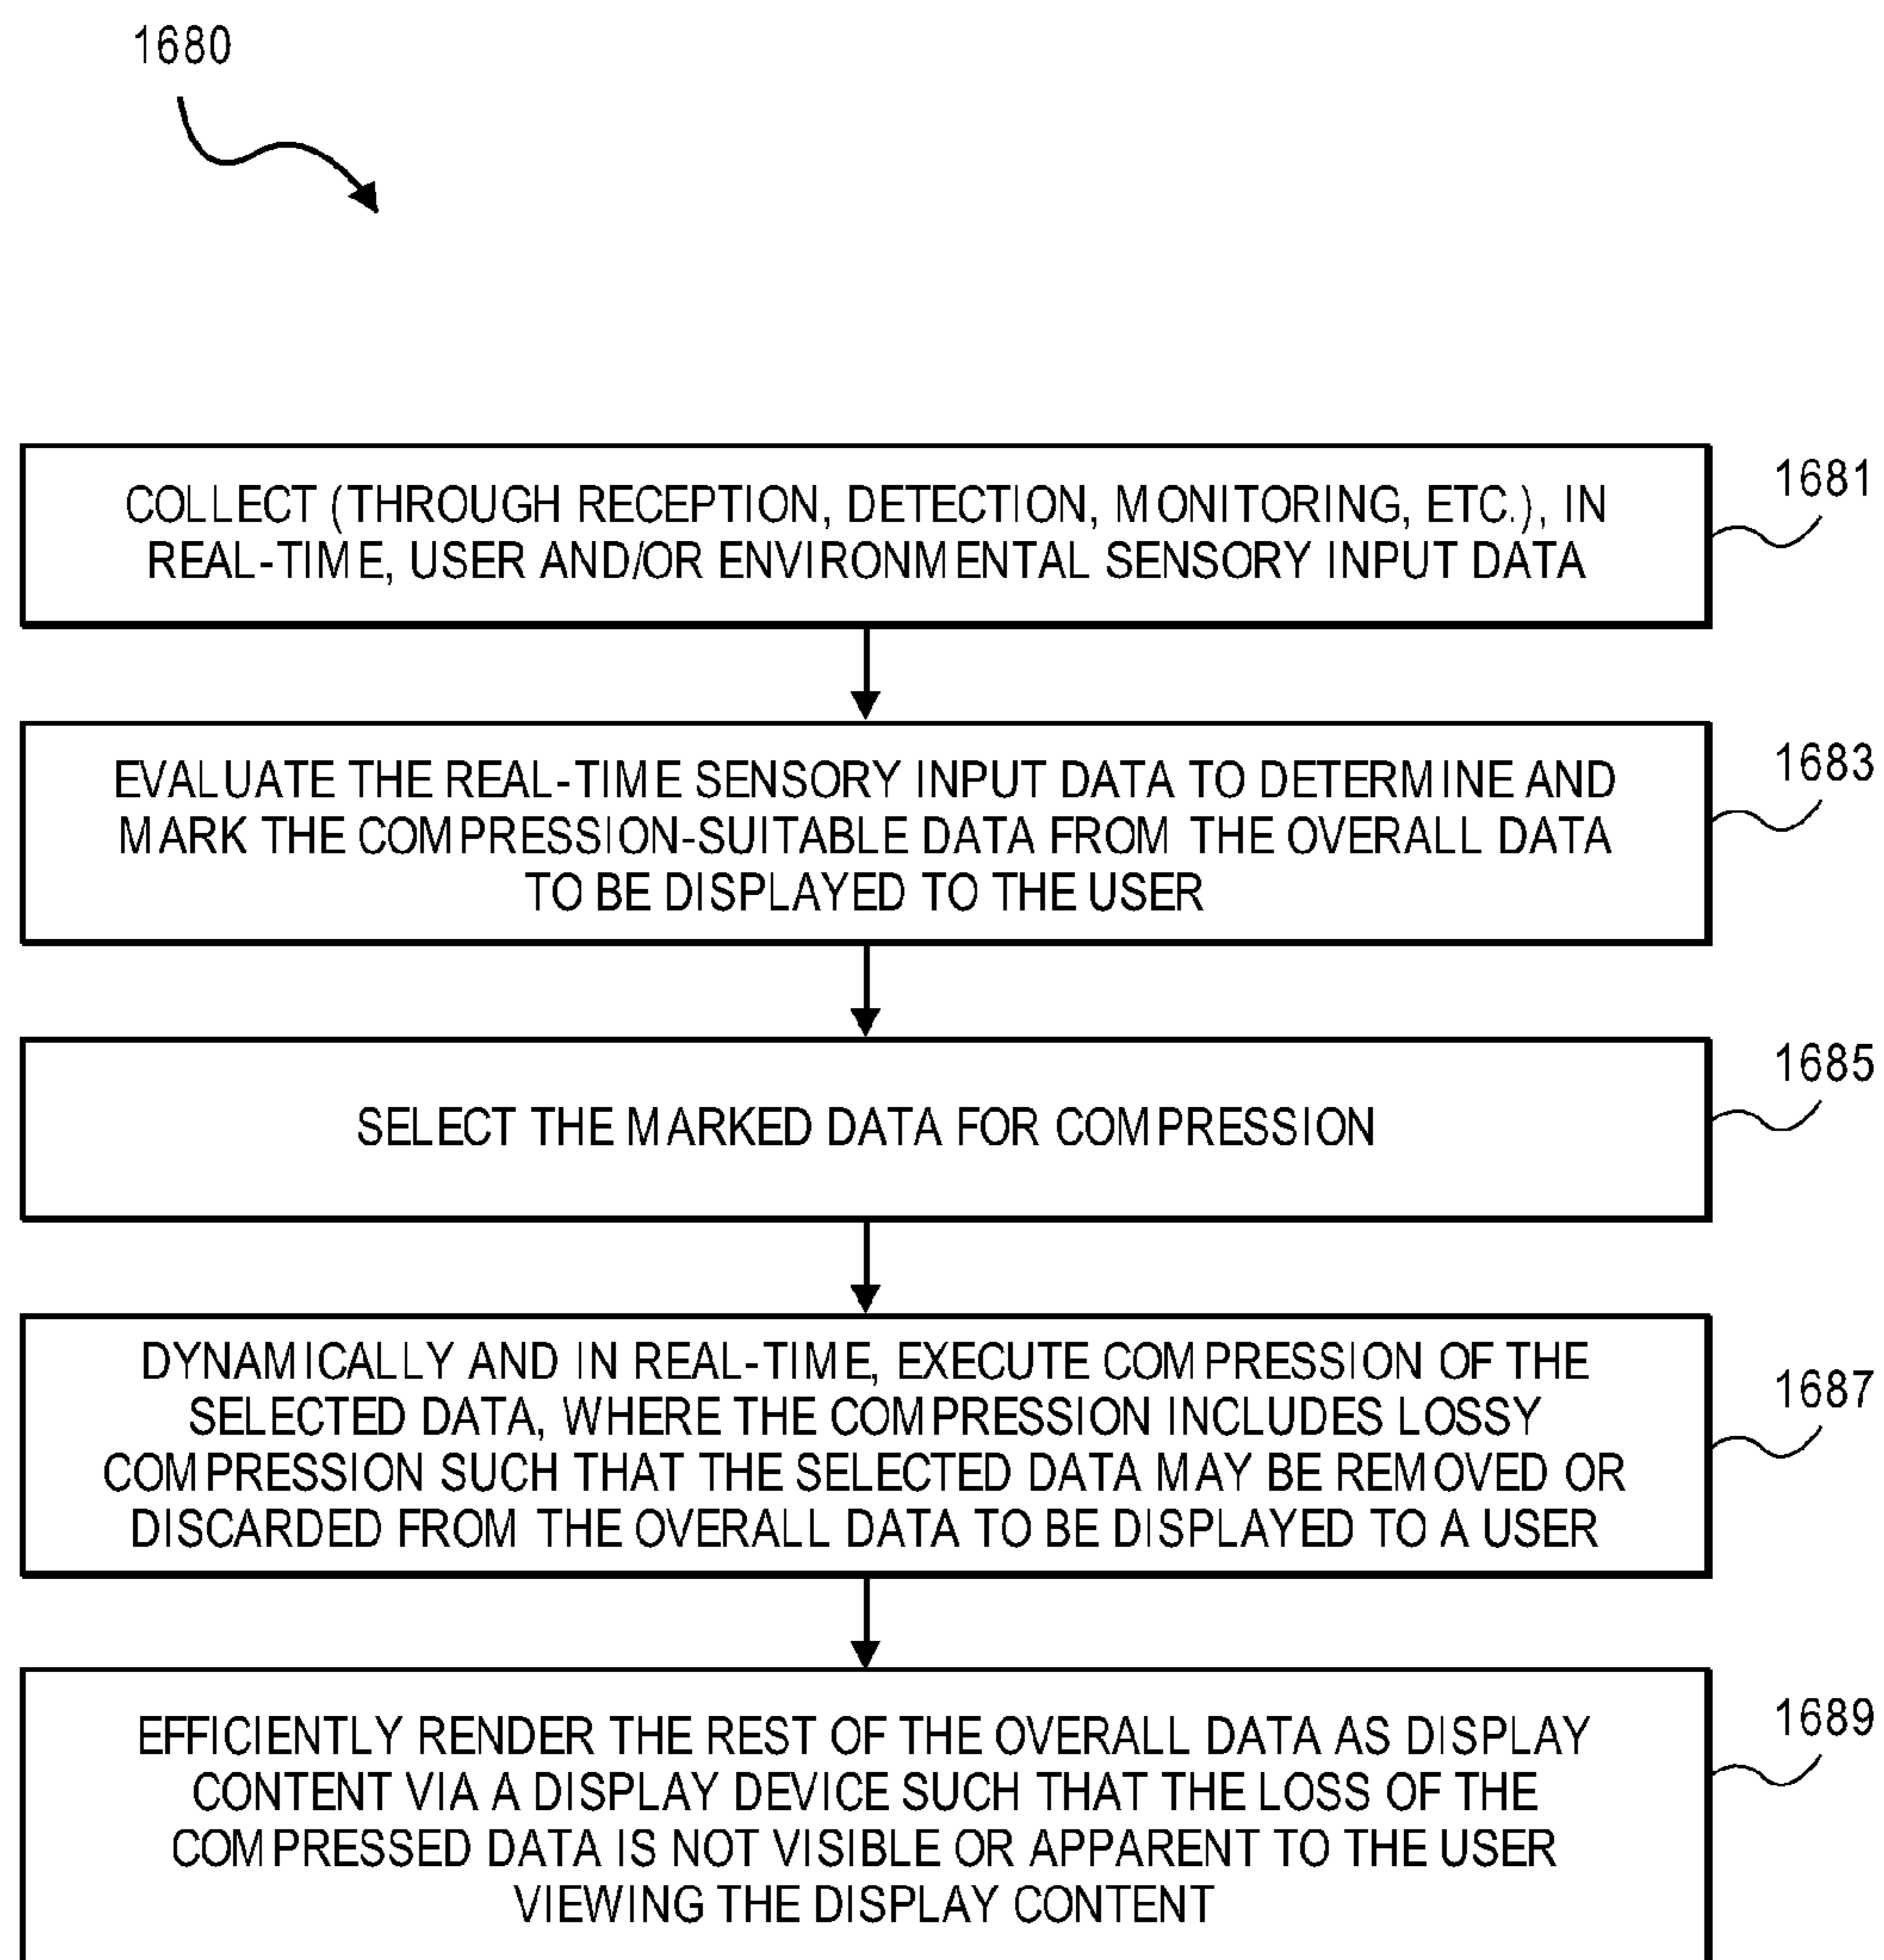 1680
COLLECT (THROUGH RECEPTION, DETECTION, MONITORING, ETC.), IN
REAL-TIME, USER AND/OR ENVIRONMENTAL SENSORY INPUT DATA
1681
EVALUATE THE REAL-TIME SENSORY INPUT DATA TO DETERMINE AND
MARK THE COMPRESSION-SUITABLE DATA FROM THE OVERALL DATA
TO BE DISPLAYED TO THE USER
1683
SELECT THE MARKED DATA FOR COMPRESSION
1685
DYNAMICALLY AND IN REAL-TIME, EXECUTE COMPRESSION OF THE
SELECTED DATA, WHERE THE COMPRESSION INCLUDES LOSSY
COMPRESSION SUCH THAT THE SELECTED DATA MAY BE REMOVED OR
DISCARDED FROM THE OVERALL DATA TO BE DISPLAYED TO A USER
1687
EFFICIENTLY RENDER THE REST OF THE OVERALL DATA AS DISPLAY
CONTENT VIA A DISPLAY DEVICE SUCH THAT THE LOSS OF THE
COMPRESSED DATA IS NOT VISIBLE OR APPARENT TO THE USER
VIEWING THE DISPLAY CONTENT
1689